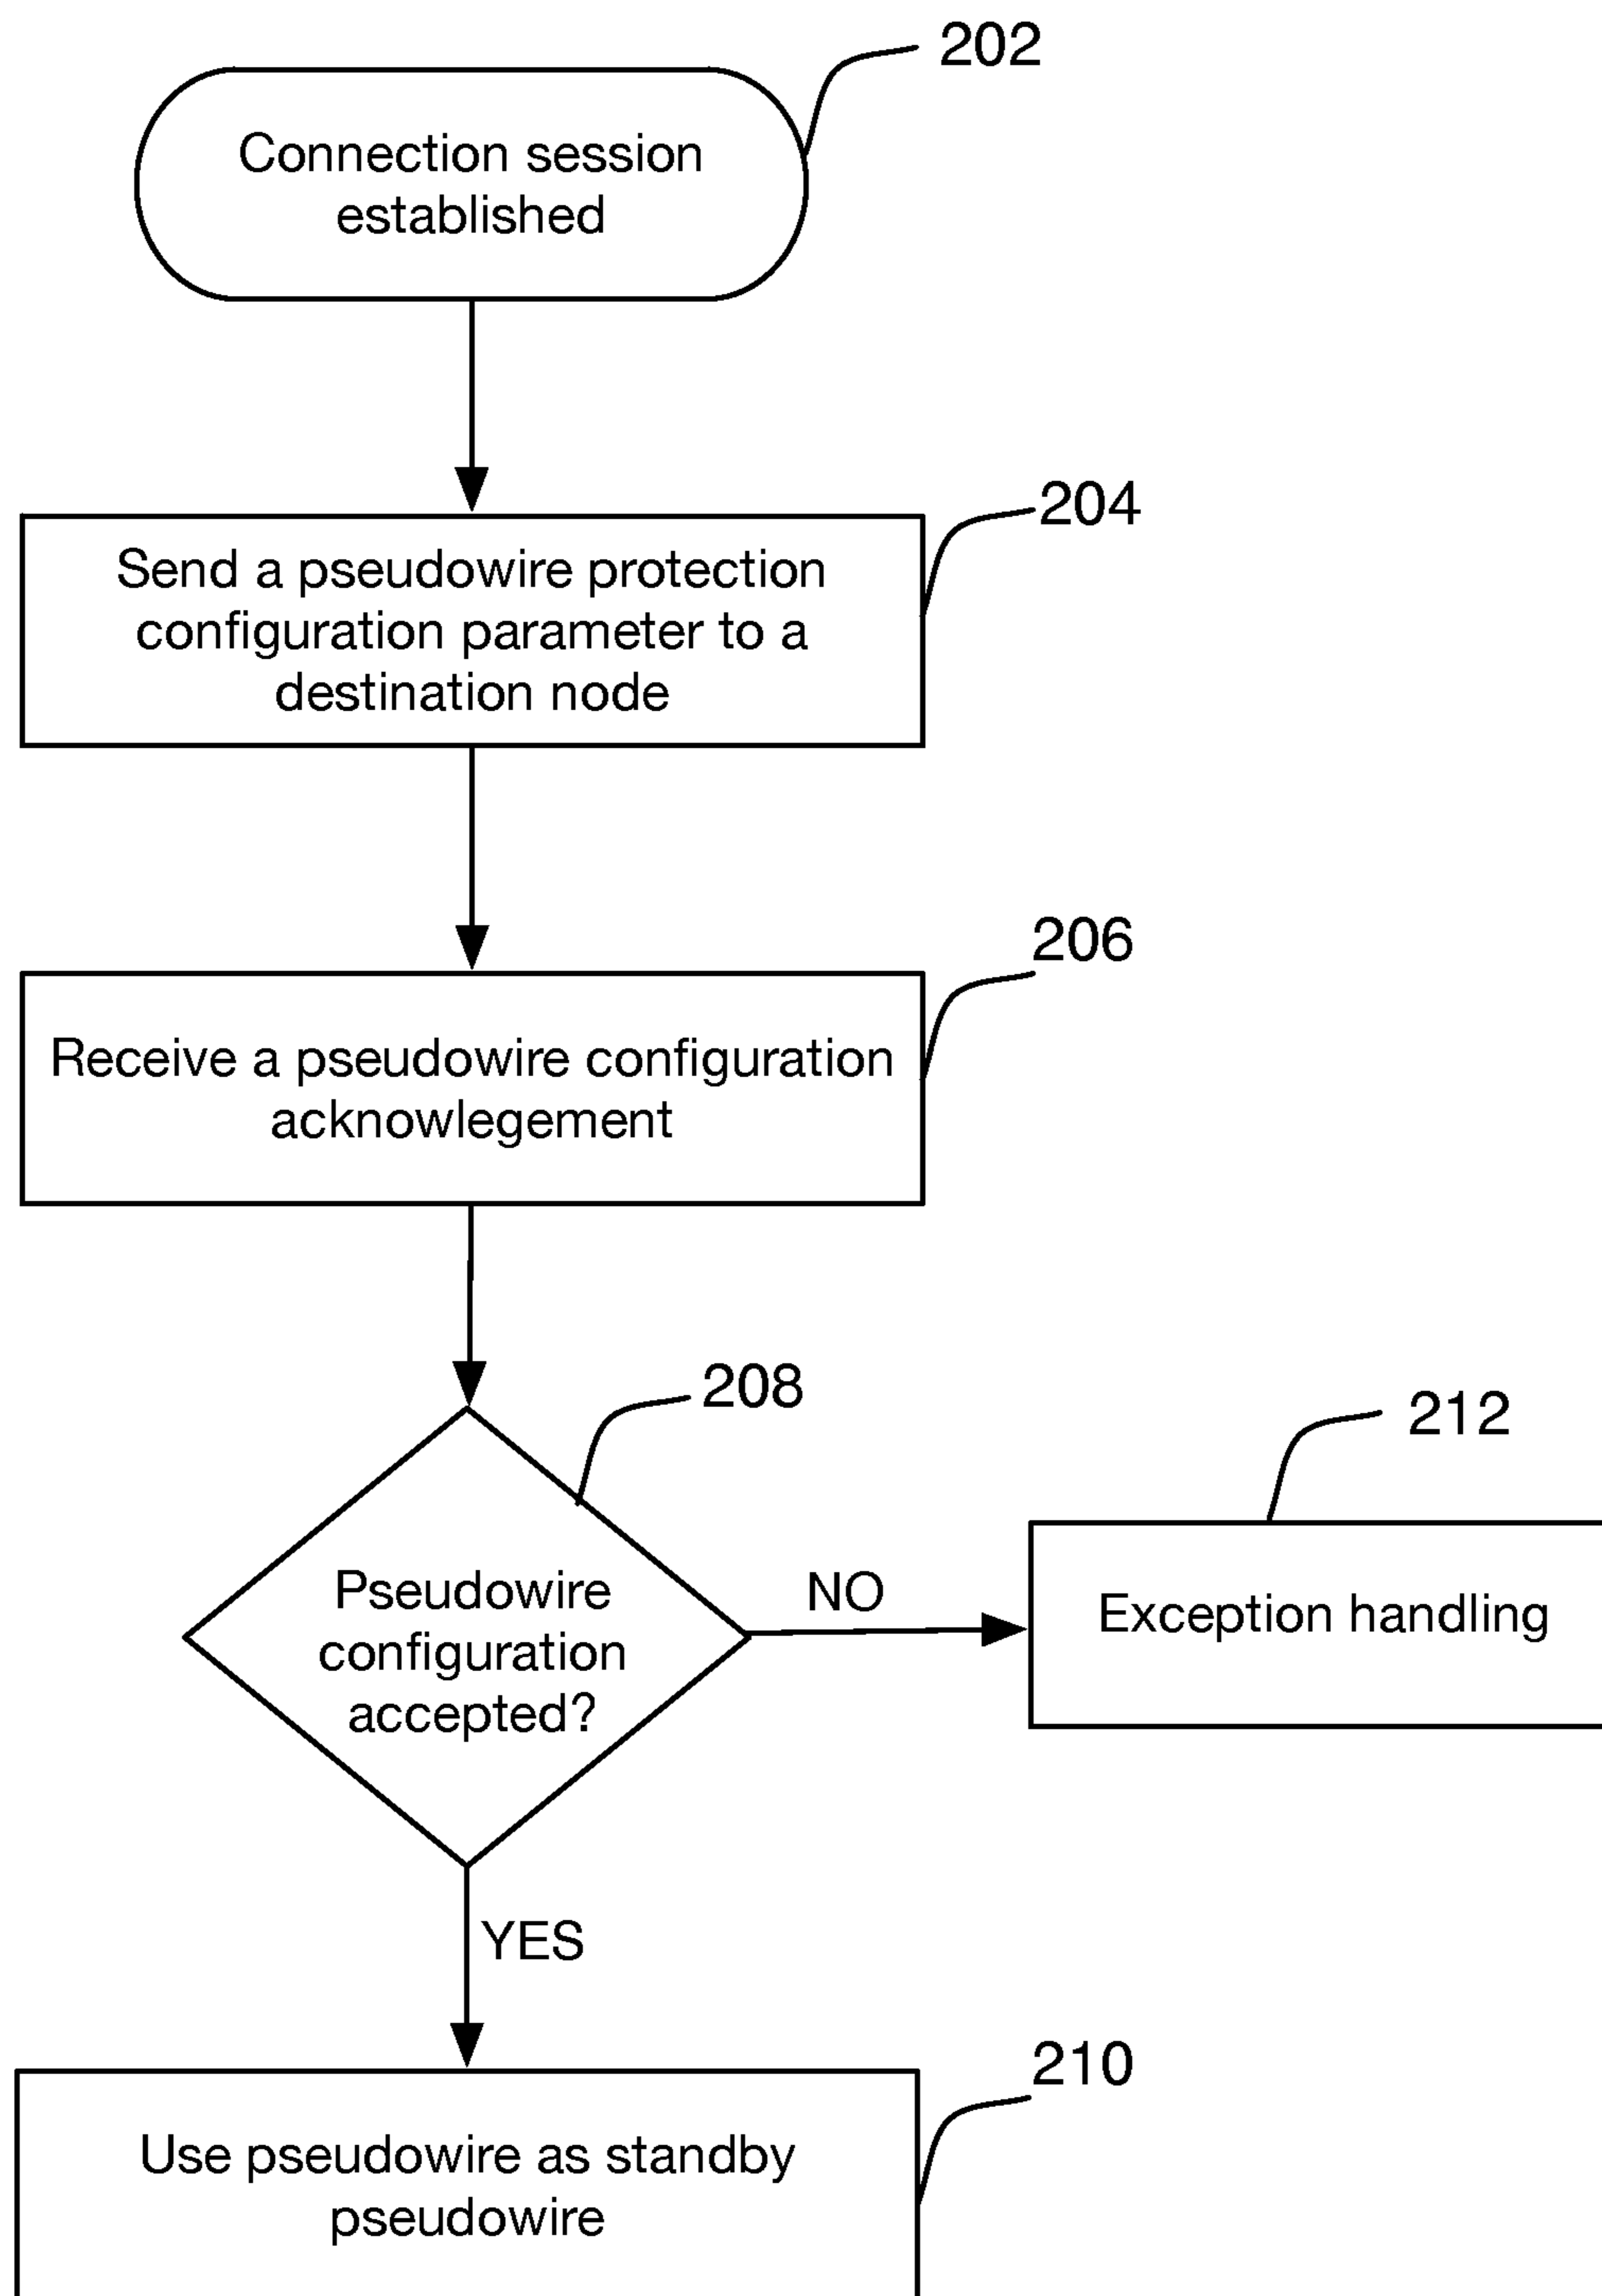 202
Connection session
established
204
Send a pseudowire protection
configuration parameter to a
destination node
206
Receive a pseudowire configuration
acknowlegement
208
Pseudowire
configuration
accepted?
NO
212
Exception handling
YES
210
Use pseudowire as standby
pseudowire